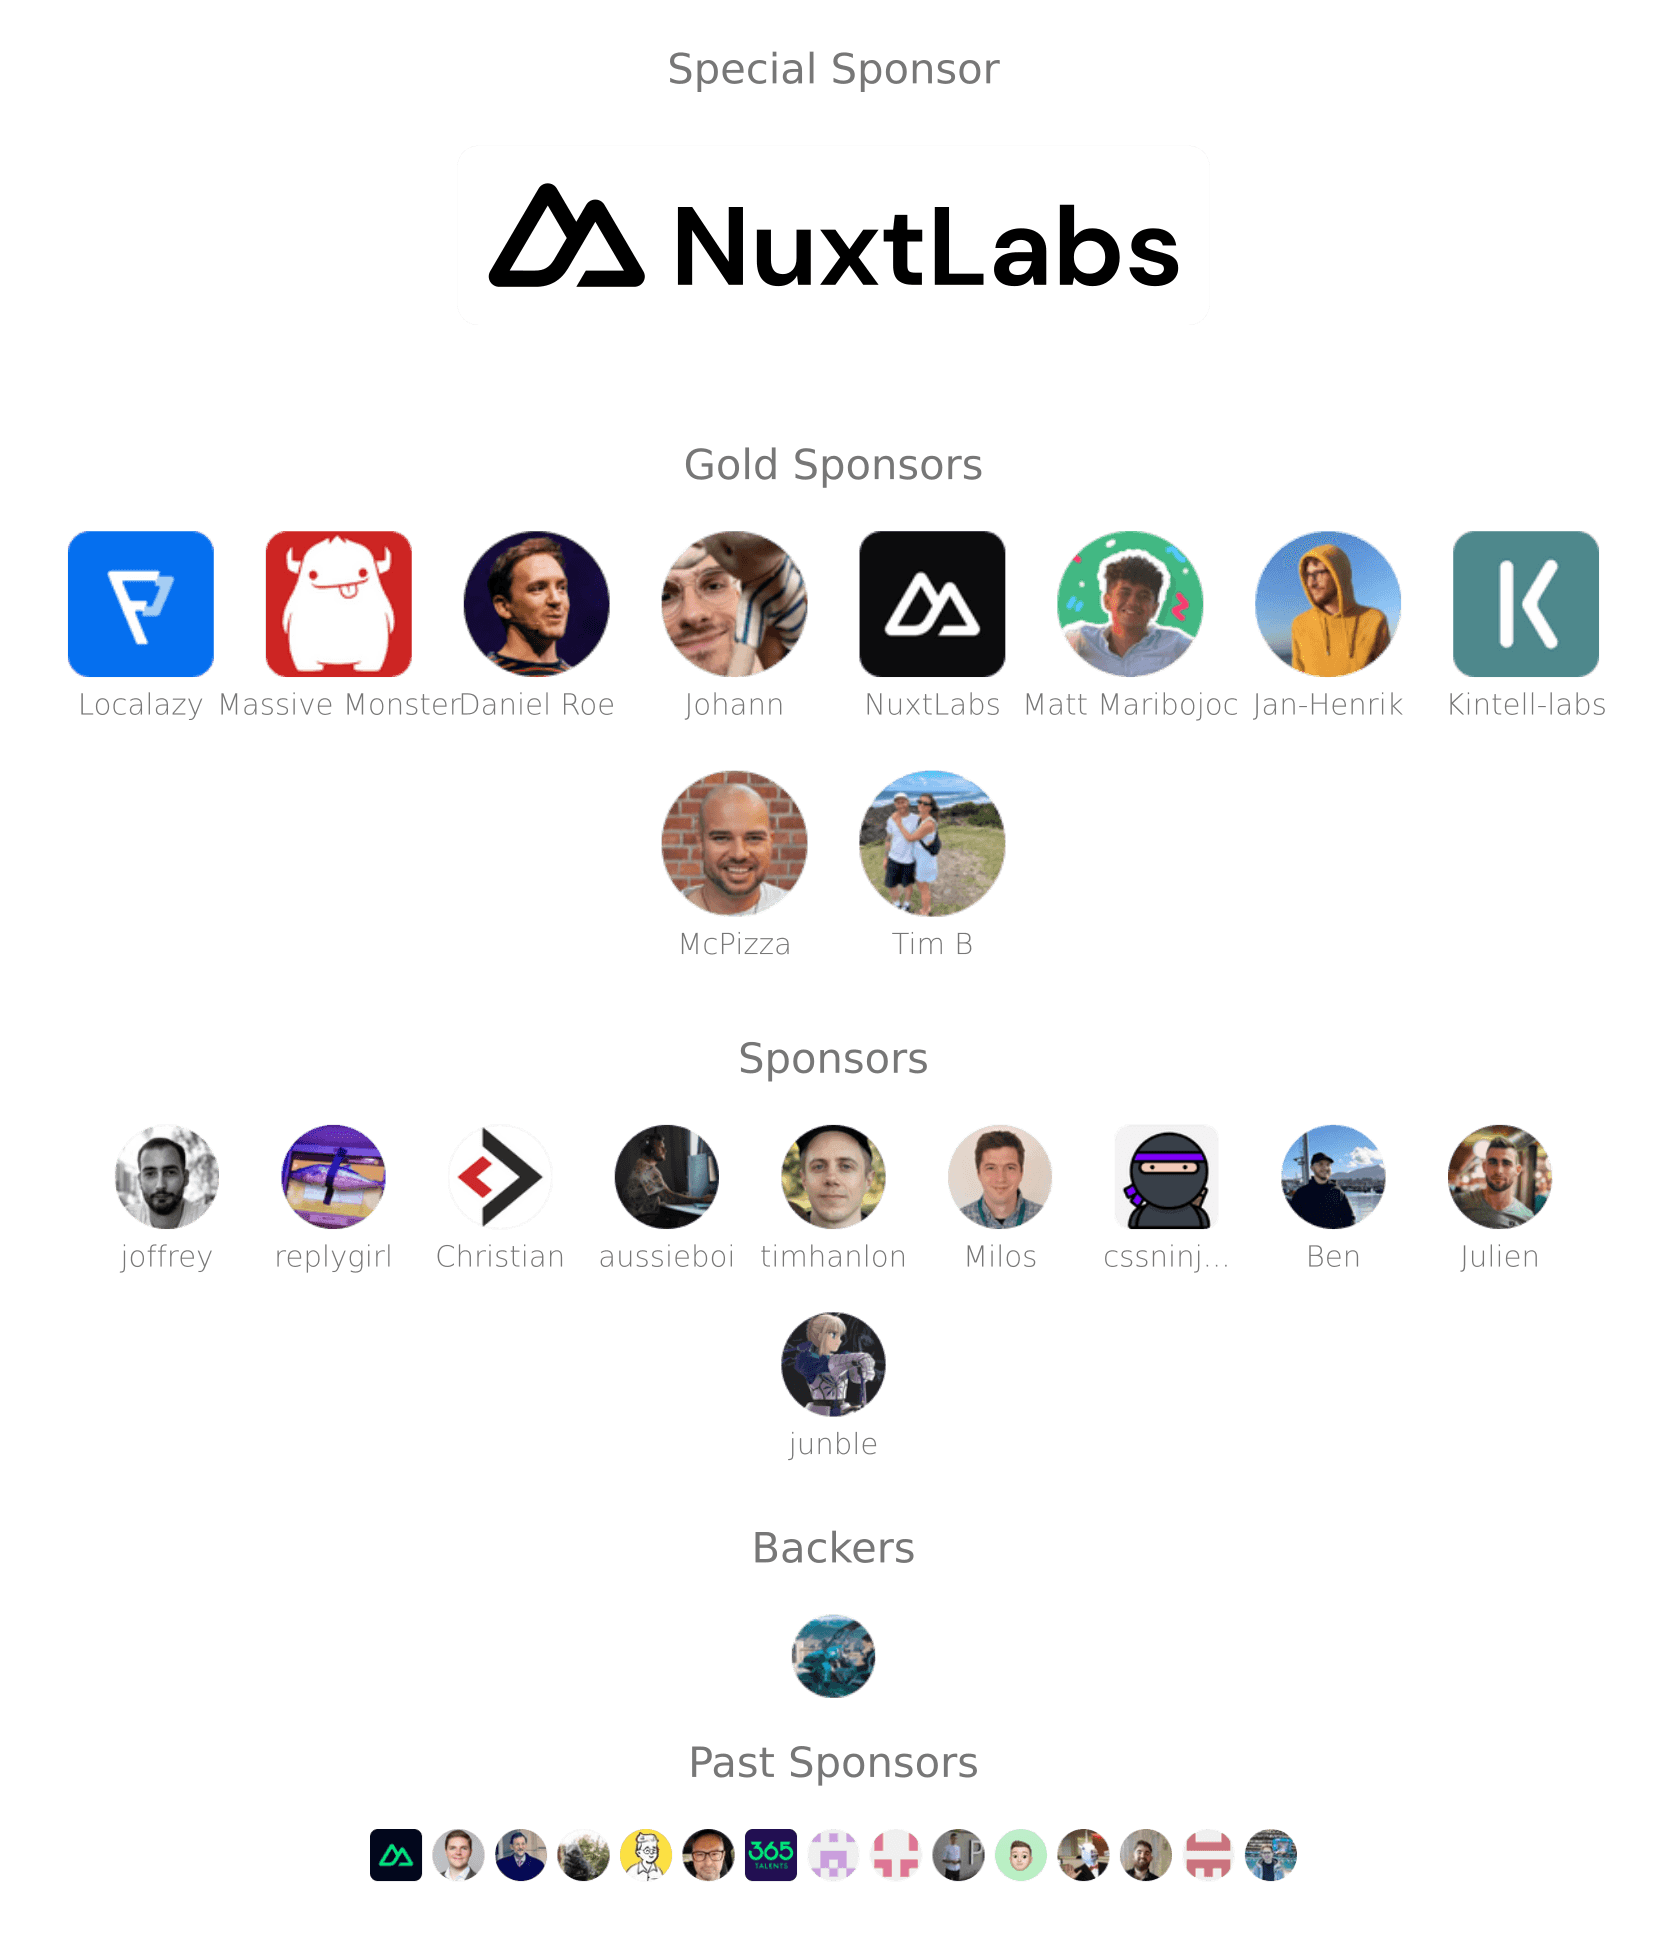 Special Sponsor
NuxtLabs
Gold Sponsors
Localazy Massive Monster Daniel Roe Johann NuxtLabs Matt Maribojoc Jan-Henrik Kintell-labs
McPizza Tim B
Sponsors
joffrey replygirl Christian aussieboi timhanlon Milos cssninj... Ben Julien
junble
Backers
Past Sponsors
365
TALENTS